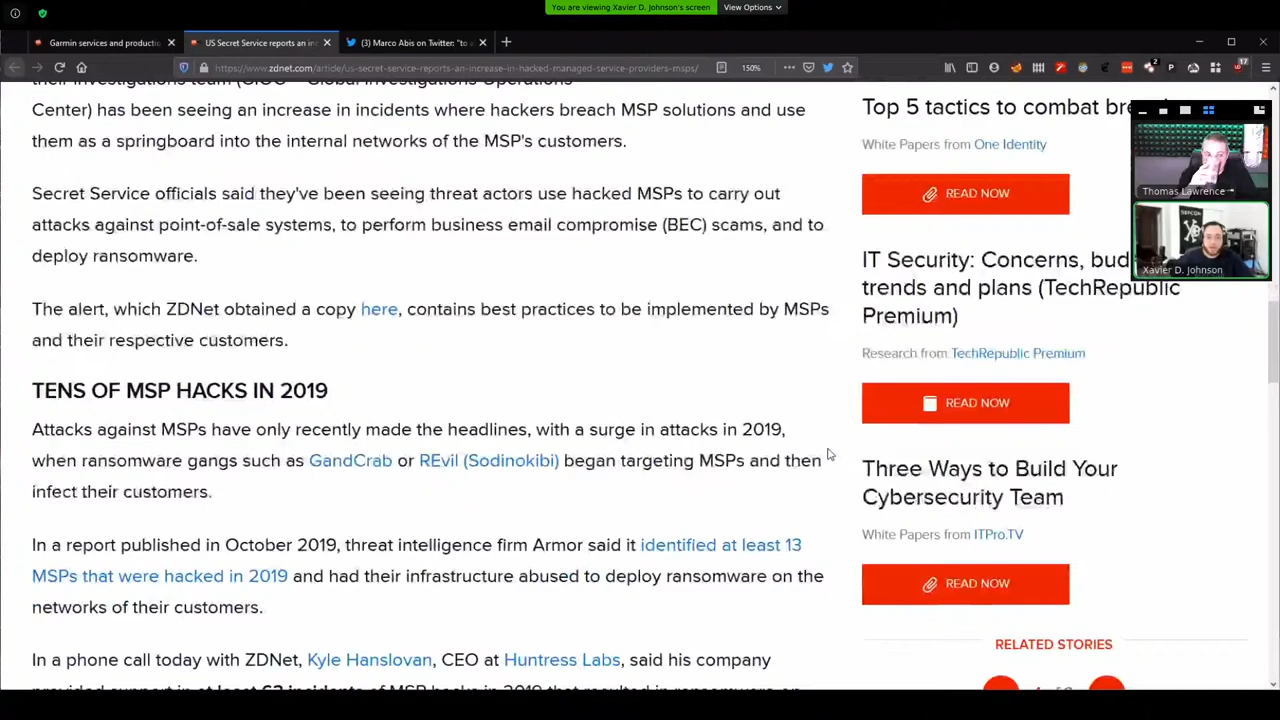 You are viewing Xavier D. Johnson's screen
View Options
Garmin services and producti
US Secret Service reports an in
(3) Marco Abis on Twitter: "to a
https://www.zdnet.com/article/us-secret-service-reports-an-increase-in-hacked-managed-service-providers-msps/
150%
2
17
Center) has been seeing an increase in incidents where hackers breach MSP solutions and use
them as a springboard into the internal networks of the MSP's customers.
Secret Service officials said they've been seeing threat actors use hacked MSPs to carry out
attacks against point-of-sale systems, to perform business email compromise (BEC) scams, and to
deploy ransomware.
The alert, which ZDNet obtained a copy here, contains best practices to be implemented by MSPs
and their respective customers.
TENS OF MSP HACKS IN 2019
Attacks against MSPs have only recently made the headlines, with a surge in attacks in 2019,
when ransomware gangs such as GandCrab or REvil (Sodinokibi) began targeting MSPs and then
infect their customers.
In a report published in October 2019, threat intelligence firm Armor said it identified at least 13
MSPs that were hacked in 2019 and had their infrastructure abused to deploy ransomware on the
networks of their customers.
In a phone call today with ZDNet, Kyle Hanslovan, CEO at Huntress Labs, said his company
Top 5 tactics to combat bre
White Papers from One Identity
READ NOW
IT Security: Concerns, bud
trends and plans (TechRepublic
Premium)
Research from TechRepublic Premium
READ NOW
Three Ways to Build Your
Cybersecurity Team
White Papers from ITPro.TV
READ NOW
RELATED STORIES
Thomas Lawrence
Xavier D. Johnson